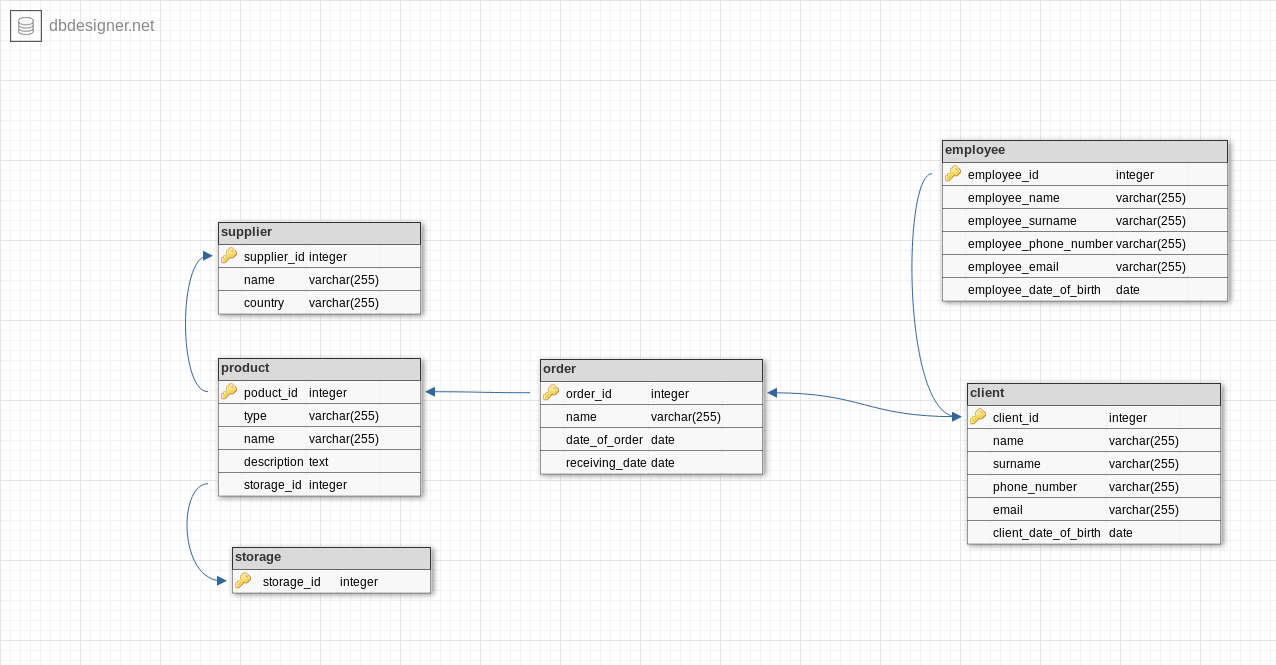 dbdesigner.net
employee
employee_id integer
employee_name varchar(255)
employee_surname varchar(255)
employee_phone_number varchar(255)
employee_email varchar(255)
employee_date_of_birth date
supplier
supplier_id integer
name varchar(255)
country varchar(255)
product
poduct_id integer
type varchar(255)
name varchar(255)
description text
storage_id integer
order
order_id integer
name varchar(255)
date_of_order date
receiving_date date
client
client_id integer
name varchar(255)
surname varchar(255)
phone_number varchar(255)
email varchar(255)
client_date_of_birth date
storage
storage_id integer